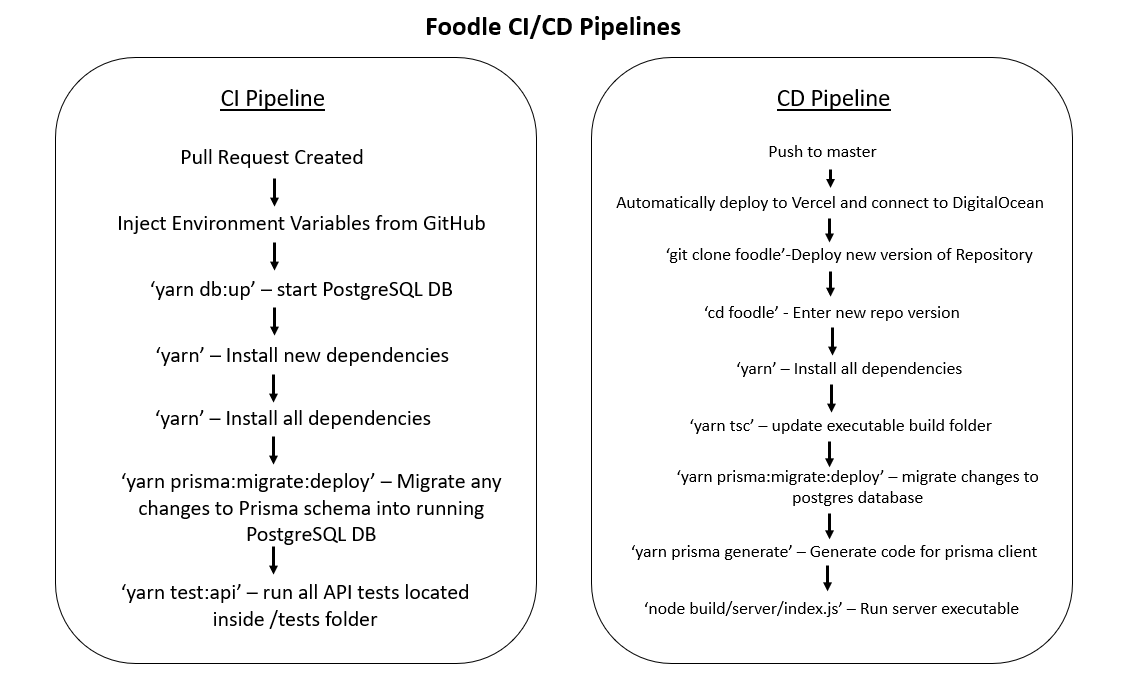 Foodle CI/CD Pipelines
CI Pipeline
Pull Request Created
Inject Environment Variables from GitHub
‘yarn db:up’ – start PostgreSQL DB
‘yarn’ – Install new dependencies
‘yarn’ – Install all dependencies
‘yarn prisma:migrate:deploy’ – Migrate any
changes to Prisma schema into running
PostgreSQL DB
‘yarn test:api’ – run all API tests located
inside /tests folder
CD Pipeline
Push to master
Automatically deploy to Vercel and connect to DigitalOcean
‘git clone foodle’-Deploy new version of Repository
‘cd foodle’ - Enter new repo version
‘yarn’ – Install all dependencies
‘yarn tsc’ – update executable build folder
‘yarn prisma:migrate:deploy’ – migrate changes to
postgres database
‘yarn prisma generate’ – Generate code for prisma client
‘node build/server/index.js’ – Run server executable